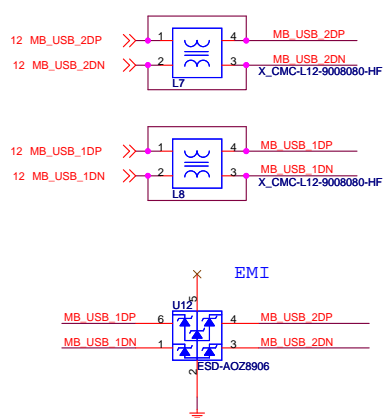 12 MB_USB_2DP 1 4 MB_USB_2DP
12 MB_USB_2DN 2 3 MB_USB_2DN
L7 X_CMC-L12-9008080-HF
12 MB_USB_1DP 1 4 MB_USB_1DP
12 MB_USB_1DN 2 3 MB_USB_1DN
L8 X_CMC-L12-9008080-HF
EMI
U12 5
MB_USB_1DP 6 4 MB_USB_2DP
MB_USB_1DN 1 3 MB_USB_2DN
2 ESD-AOZ8906